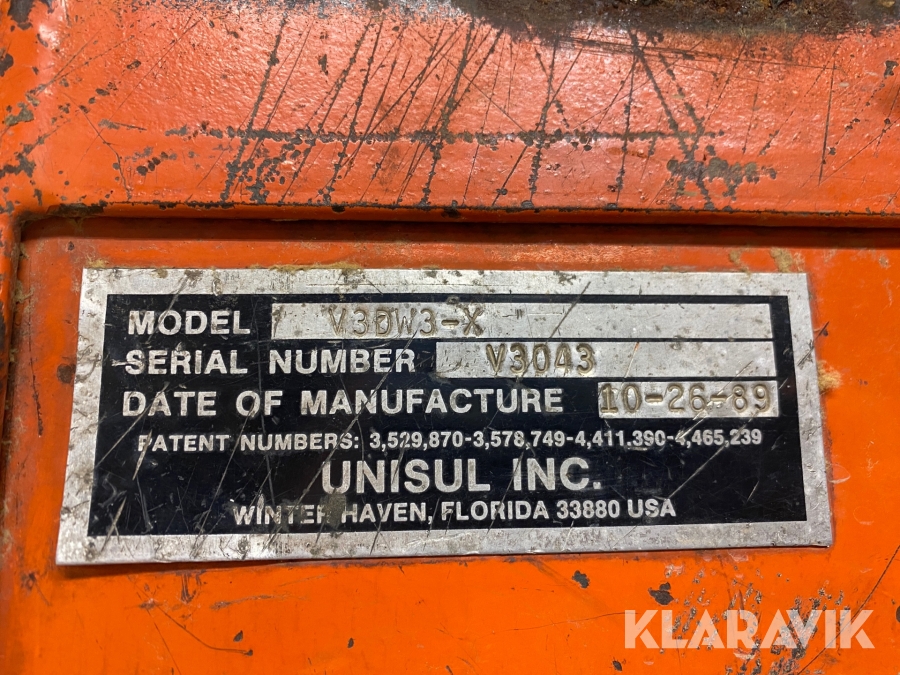 MODEL V3DW3-X
SERIAL NUMBER V3043
DATE OF MANUFACTURE 10-26-89
PATENT NUMBERS: 3,529,870-3,578,749-4,411.390-4,465,239
UNISUL INC.
WINTER HAVEN, FLORIDA 33880 USA
KLARAVIK